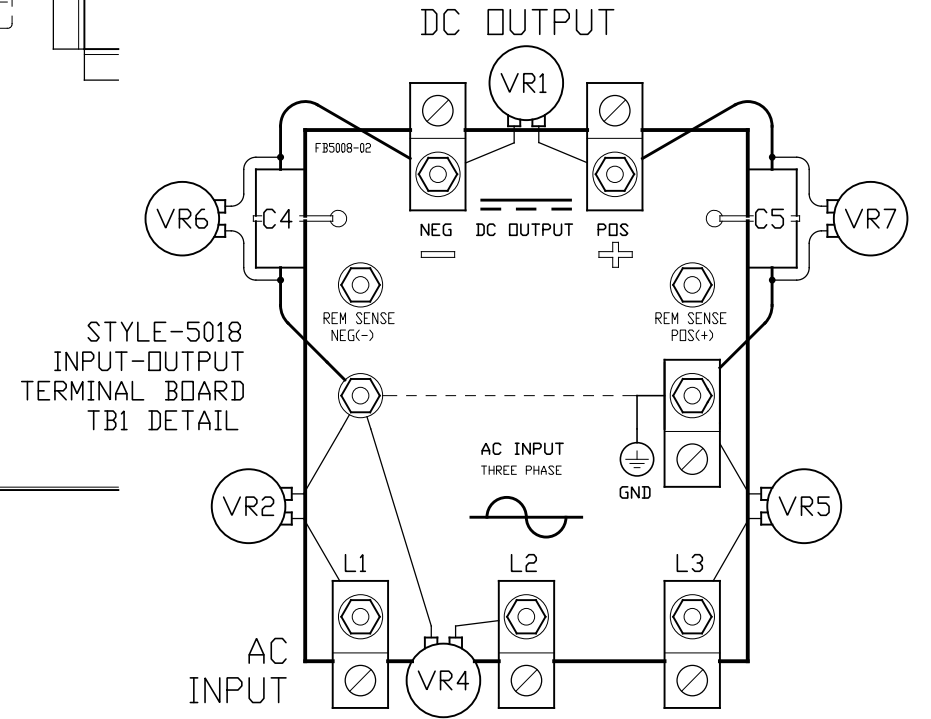 DC OUTPUT
VR1
FB5008-02
VR6
C4
C5
VR7
NEG
DC OUTPUT
POS
REM SENSE
NEG(-)
REM SENSE
POS(+)
STYLE-5018
INPUT-OUTPUT
TERMINAL BOARD
TB1 DETAIL
AC INPUT
THREE PHASE
GND
VR2
VR5
L1
L2
L3
AC
INPUT
VR4